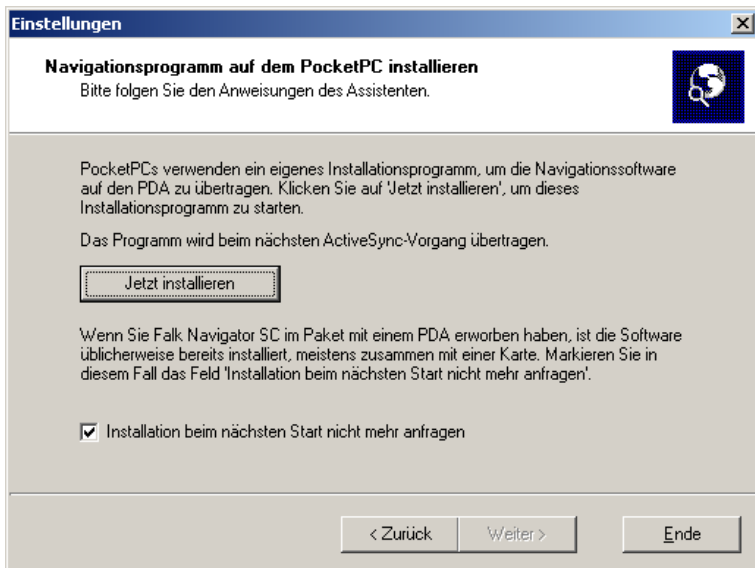 Einstellungen
Navigationsprogramm auf dem PocketPC installieren
Bitte folgen Sie den Anweisungen des Assistenten.
PocketPCs verwenden ein eigenes Installationsprogramm, um die Navigationssoftware
auf den PDA zu übertragen. Klicken Sie auf 'Jetzt installieren', um dieses
Installationsprogramm zu starten.
Das Programm wird beim nächsten ActiveSync-Vorgang übertragen.
Jetzt installieren
Wenn Sie Falk Navigator SC im Paket mit einem PDA erworben haben, ist die Software
üblicherweise bereits installiert, meistens zusammen mit einer Karte. Markieren Sie in
diesem Fall das Feld 'Installation beim nächsten Start nicht mehr anfragen'.
Installation beim nächsten Start nicht mehr anfragen
< Zurück Weiter > Ende